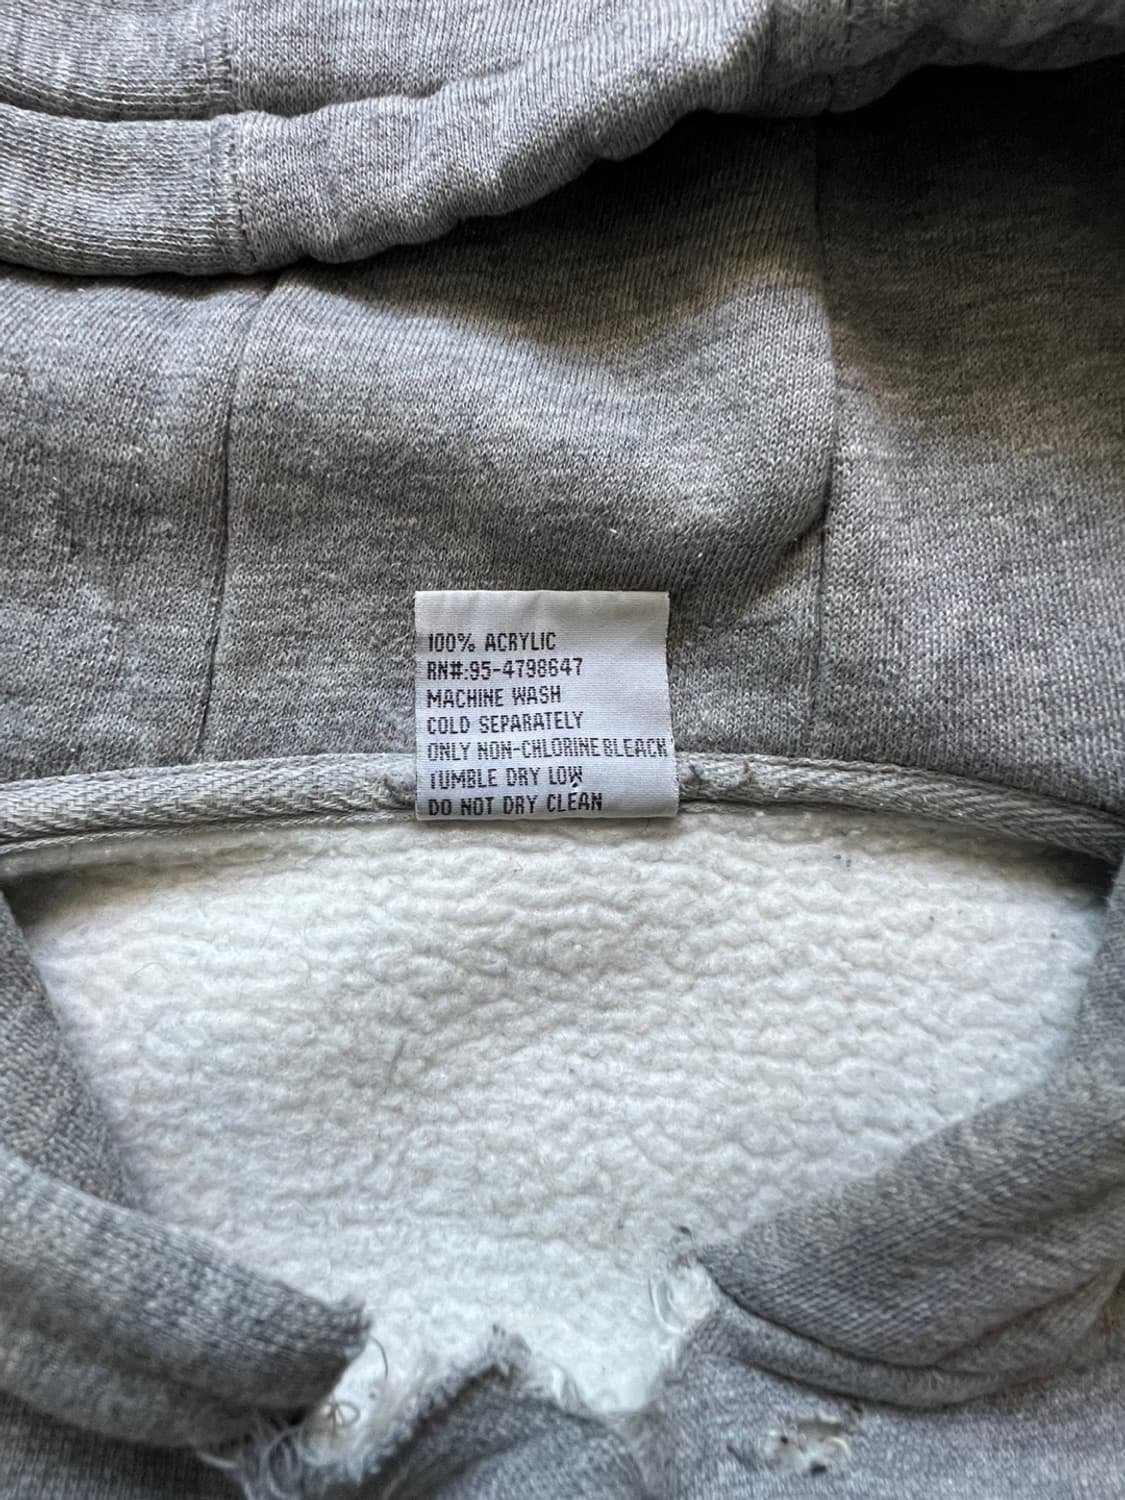 100% ACRYLIC
RN#:95-4798647
MACHINE WASH
COLD SEPARATELY
ONLY NON-CHLORINE BLEACK
TUMBLE DRY LOW
DO NOT DRY CLEAN